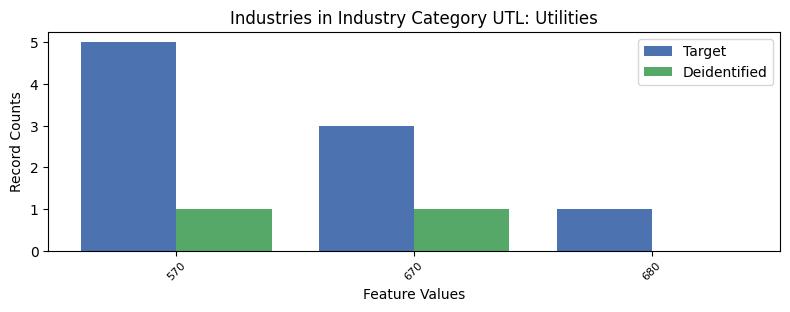 Industries in Industry Category UTL: Utilities
Target
Deidentified
Record Counts
5
4
3
2
1
0
570
670
680
Feature Values